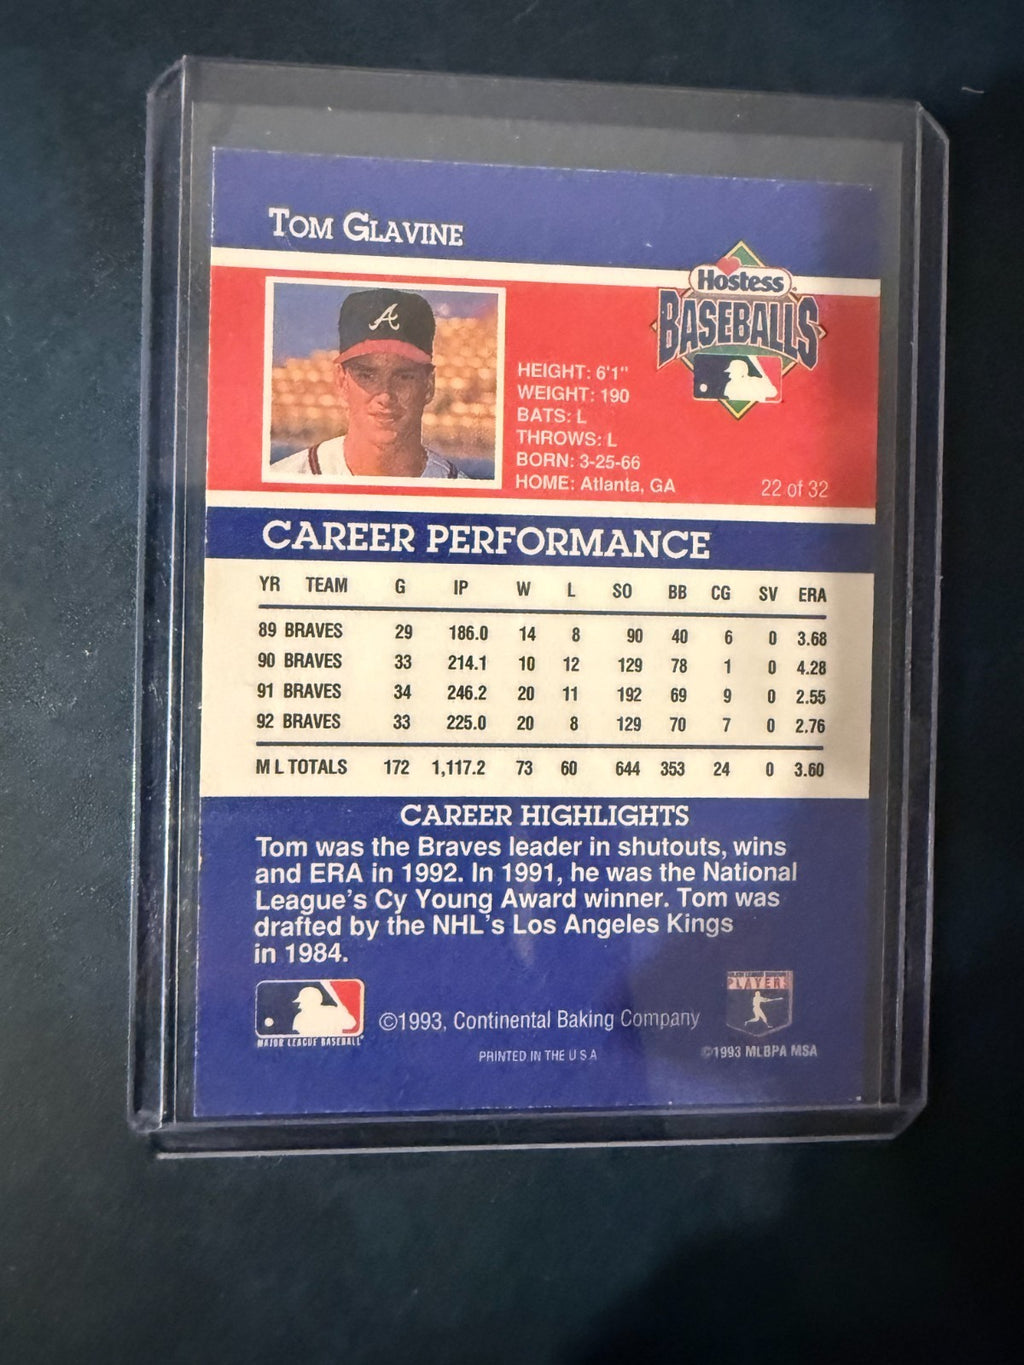 TOM GLAVINE
Hostess
BASEBALLS
A
HEIGHT: 6'1"
WEIGHT: 190
BATS: L
THROWS: L
BORN: 3-25-66
HOME: Atlanta, GA
22 of 32
CAREER PERFORMANCE
YR TEAM G IP W L SO BB CG SV ERA
89 BRAVES 29 186.0 14 8 90 40 6 0 3.68
90 BRAVES 33 214.1 10 12 129 78 1 0 4.28
91 BRAVES 34 246.2 20 11 192 69 9 0 2.55
92 BRAVES 33 225.0 20 8 129 70 7 0 2.76
M L TOTALS 172 1,117.2 73 60 644 353 24 0 3.60
CAREER HIGHLIGHTS
Tom was the Braves leader in shutouts, wins
and ERA in 1992. In 1991, he was the National
League's Cy Young Award winner. Tom was
drafted by the NHL's Los Angeles Kings
in 1984.
MAJOR LEAGUE BASEBALL
©1993, Continental Baking Company
PRINTED IN THE U S A
PLAYERS
©1993 MLBPA MSA